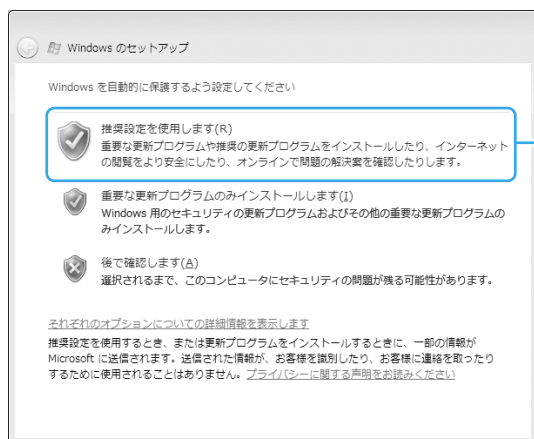 Windows のセットアップ
Windows を自動的に保護するよう設定してください
推奨設定を使用します(R)
重要な更新プログラムや推奨の更新プログラムをインストールしたり、インターネット
の閲覧をより安全にしたり、オンラインで問題の解決案を確認したりします。
重要な更新プログラムのみインストールします(I)
Windows 用のセキュリティの更新プログラムおよびその他の重要な更新プログラムの
みインストールします。
後で確認します(A)
選択されるまで、このコンピュータにセキュリティの問題が残る可能性があります。
それぞれのオプションについての詳細情報を表示します
推奨設定を使用するとき、または更新プログラムをインストールするときに、一部の情報が
Microsoft に送信されます。送信された情報が、お客様を識別したり、お客様に連絡を取ったり
するために使用されることはありません。プライバシーに関する声明をお読みください